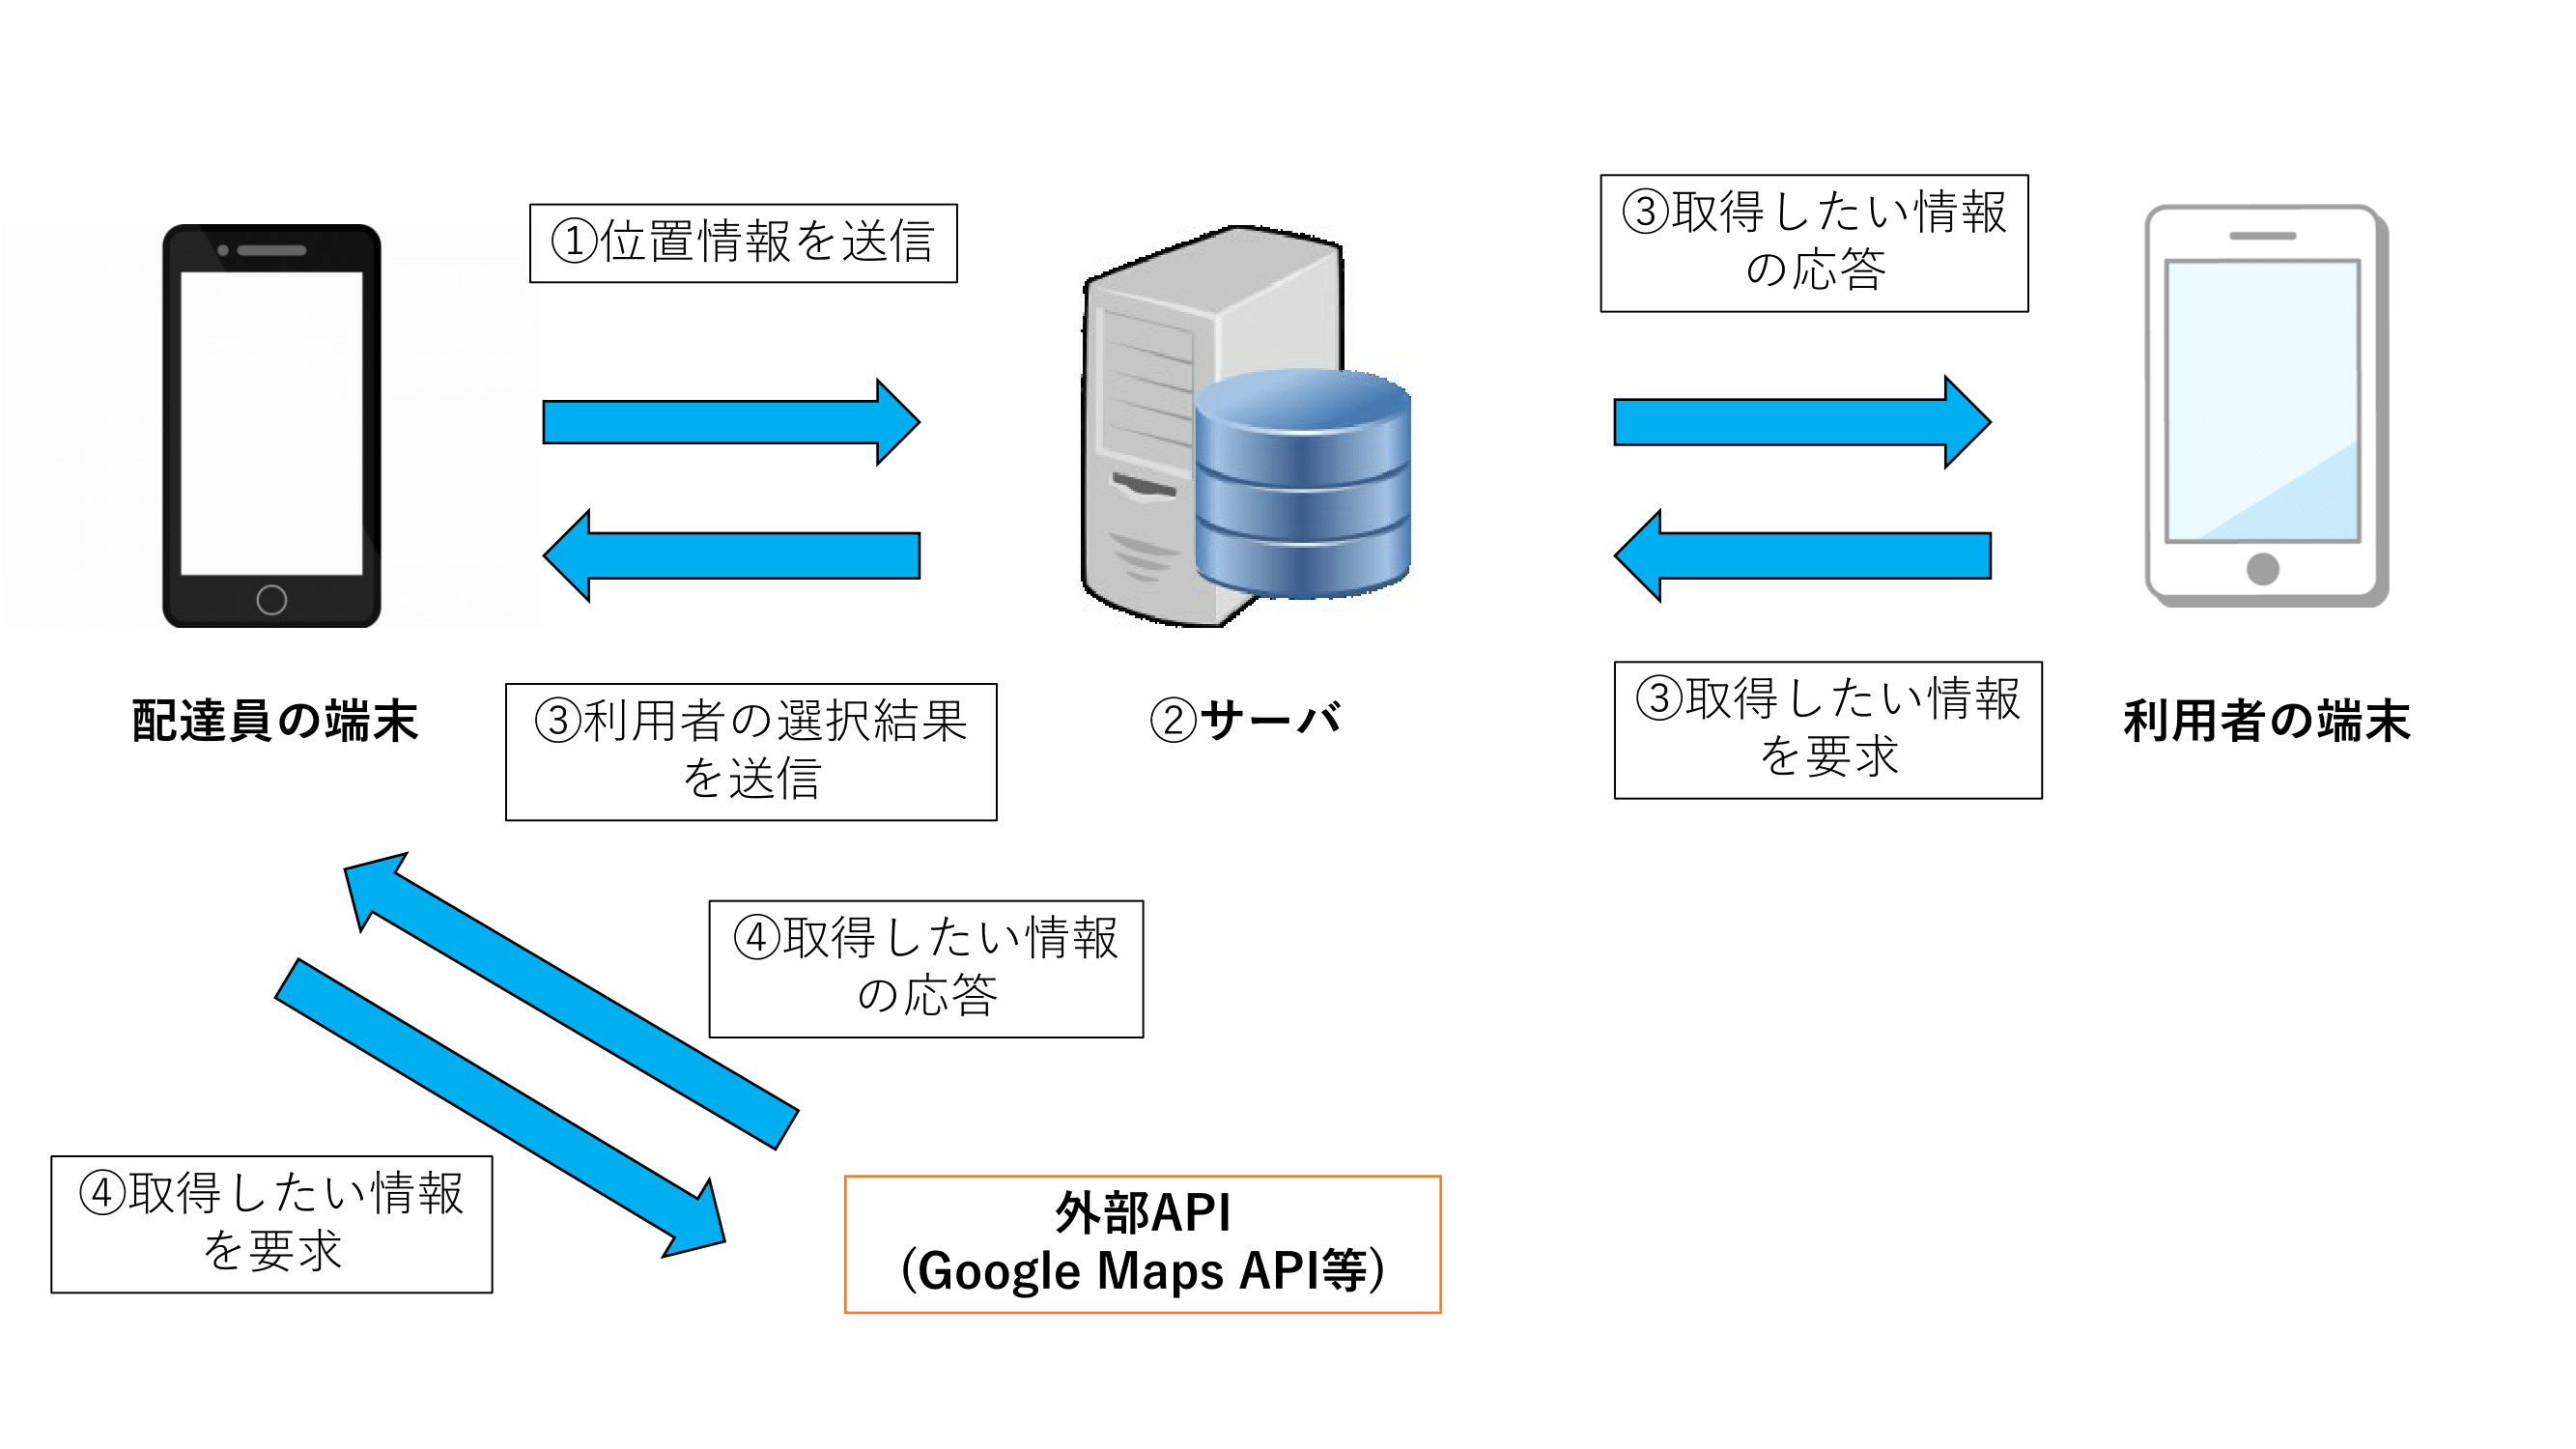 ①位置情報を送信
③取得したい情報
の応答
配達員の端末
③利用者の選択結果
を送信
②サーバ
③取得したい情報
を要求
利用者の端末
④取得したい情報
の応答
④取得したい情報
を要求
外部API
(Google Maps API等)